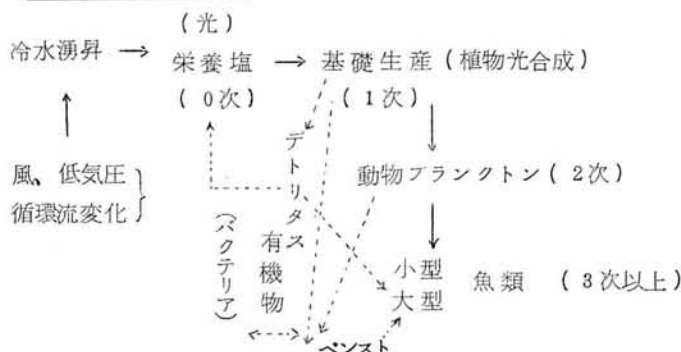 (光)
冷水湧昇 → 栄養塩 → 基礎生産 (植物光合成)
(0次) (1次)
デトリタス
風、低気圧
循環流変化
動物プランクトン (2次)
(バクテリア)
有機物
小型
大型
魚類 (3次以上)
ベンスト